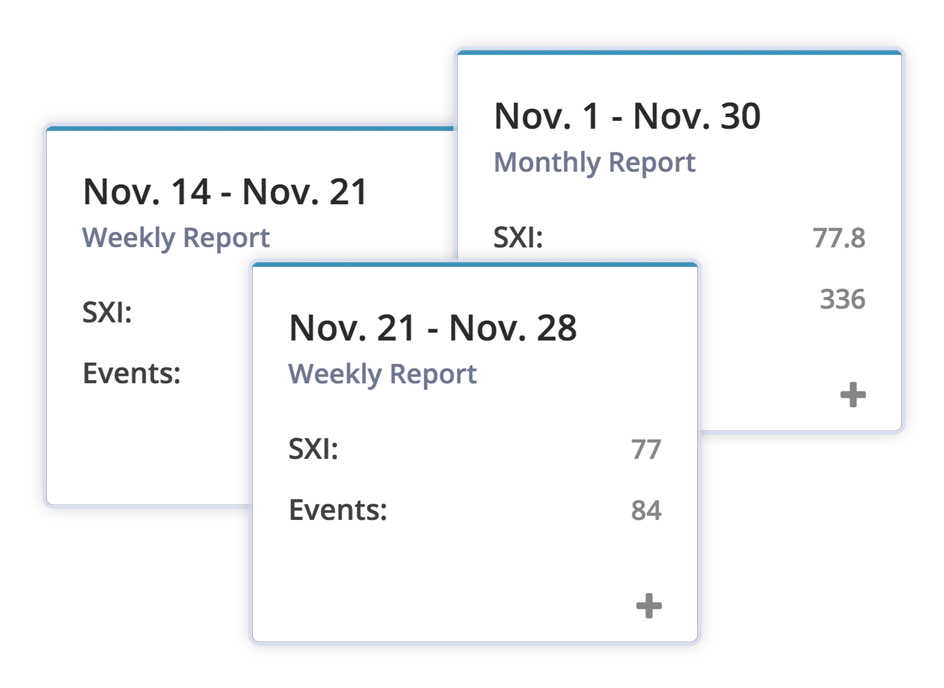 Nov. 14 - Nov. 21
Weekly Report
SXI:
Events:
Nov. 1 - Nov. 30
Monthly Report
SXI: 77.8
336
Nov. 21 - Nov. 28
Weekly Report
SXI: 77
Events: 84